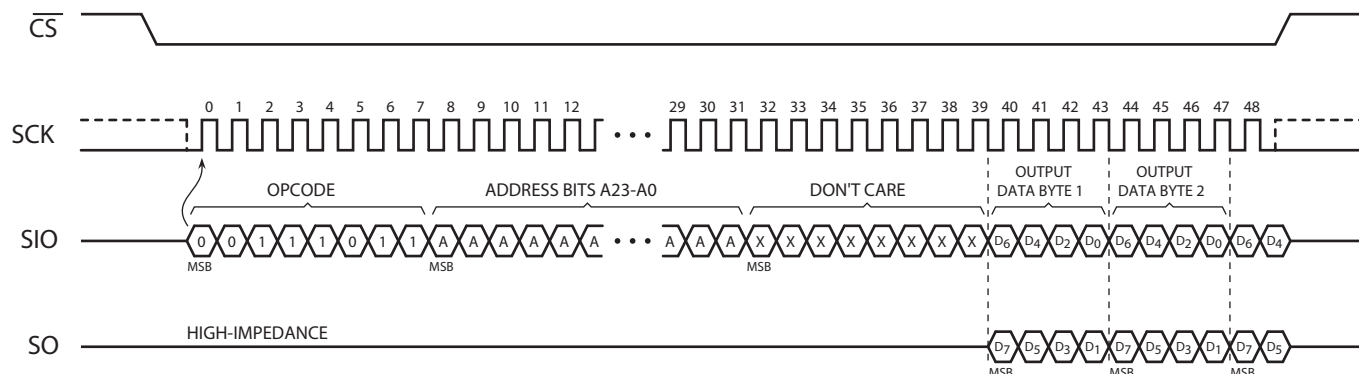 CS
0 1 2 3 4 5 6 7 8 9 10 11 12 29 30 31 32 33 34 35 36 37 38 39 40 41 42 43 44 45 46 47 48
SCK
OPCODE ADDRESS BITS A23-A0 DON'T CARE OUTPUT DATA BYTE 1 OUTPUT DATA BYTE 2
SIO 0 0 1 1 1 0 1 1 A A A A A A A A A X X X X X X X X D6 D4 D2 D0 D6 D4 D2 D0 D6 D4
MSB MSB MSB
HIGH-IMPEDANCE
SO D7 D5 D3 D1 D7 D5 D3 D1 D7 D5
MSB MSB MSB